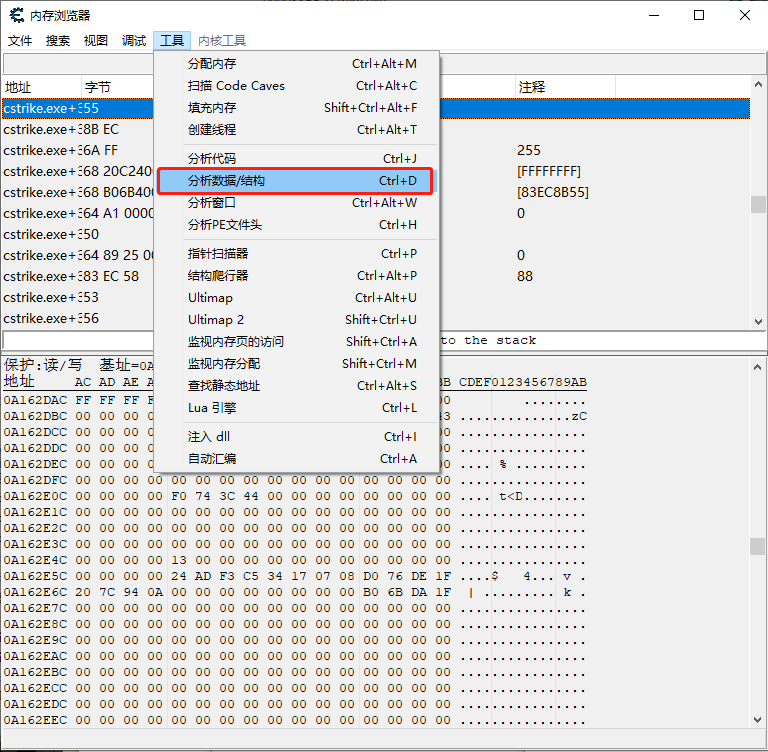 内存浏览器
文件 搜索 视图 调试 工具 内核工具
地址 字节 注释
cstrike.exe+ 55
cstrike.exe+ 8B EC
cstrike.exe+ 6A FF 255
cstrike.exe+ 68 20C240 [FFFFFFFF]
cstrike.exe+ 68 B06B40 [83EC8B55]
cstrike.exe+ 64 A1 0000 0
cstrike.exe+ 50
cstrike.exe+ 64 89 25 00 0
cstrike.exe+ 83 EC 58 88
cstrike.exe+ 53
cstrike.exe+ 56
to the stack
分配内存 Ctrl+Alt+M
扫描 Code Caves Ctrl+Alt+C
填充内存 Shift+Ctrl+Alt+F
创建线程 Ctrl+Alt+T
分析代码 Ctrl+J
分析数据/结构 Ctrl+D
分析窗口 Ctrl+Alt+W
分析PE文件头 Ctrl+H
指针扫描器 Ctrl+P
结构爬行器 Ctrl+Alt+P
Ultimap Ctrl+Alt+U
Ultimap 2 Shift+Ctrl+U
监视内存页的访问 Shift+Ctrl+A
监视内存分配 Shift+Ctrl+M
查找静态地址 Ctrl+Alt+S
Lua 引擎 Ctrl+L
注入 dll Ctrl+I
自动汇编 Ctrl+A
保护:读/写 基址=0A
地址 AC AD AE A BB CDEF0123456789AB
0A162DAC FF FF FF 00 ........
0A162DBC 00 00 00 00 43 ..............zC
0A162DCC 00 00 00 00 00 ................
0A162DDC 00 00 00 00 00 ................
0A162DEC 00 00 00 00 00 .....% .........
0A162DFC 00 00 00 00 00 00 00 00 00 00 00 00 00 00 00 00 ................
0A162E0C 00 00 00 00 F0 74 3C 44 00 00 00 00 00 00 00 00 .... t<D........
0A162E1C 00 00 00 00 00 00 00 00 00 00 00 00 00 00 00 00 ................
0A162E2C 00 00 00 00 00 00 00 00 00 00 00 00 00 00 00 00 ................
0A162E3C 00 00 00 00 00 00 00 00 00 00 00 00 00 00 00 00 ................
0A162E4C 00 00 00 00 13 00 00 00 00 00 00 00 00 00 00 00 ................
0A162E5C 00 00 00 00 24 AD F3 C5 34 17 07 08 D0 76 DE 1F ....$ 4... v .
0A162E6C 20 7C 94 0A 00 00 00 00 00 00 00 00 B0 6B DA 1F | ......... k .
0A162E7C 00 00 00 00 00 00 00 00 00 00 00 00 00 00 00 00 ................
0A162E8C 00 00 00 00 00 00 00 00 00 00 00 00 00 00 00 00 ................
0A162E9C 00 00 00 00 00 00 00 00 00 00 00 00 00 00 00 00 ................
0A162EAC 00 00 00 00 00 00 00 00 00 00 00 00 00 00 00 00 ................
0A162EBC 00 00 00 00 00 00 00 00 00 00 00 00 00 00 00 00 ................
0A162ECC 00 00 00 00 00 00 00 00 00 00 00 00 00 00 00 00 ................
0A162EDC 00 00 00 00 00 00 00 00 00 00 00 00 00 00 00 00 ................
0A162EEC 00 00 00 00 00 00 00 00 00 00 00 00 00 00 00 00 ................